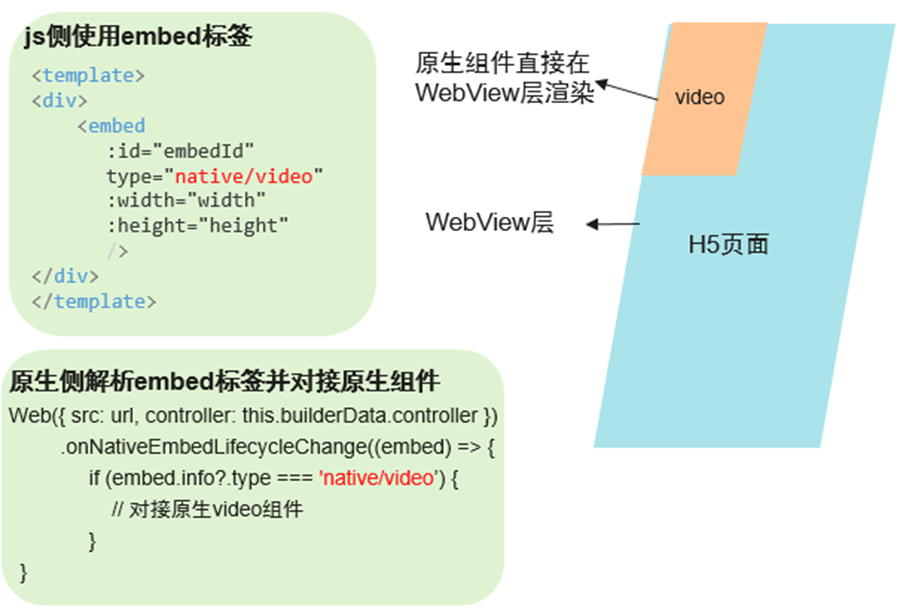 js侧使用embed标签
<template>
<div>
<embed
:id="embedId"
type="native/video"
:width="width"
:height="height"
/>
</div>
</template>
原生侧解析embed标签并对接原生组件
Web({ src: url, controller: this.builderData.controller })
.onNativeEmbedLifecycleChange((embed) => {
if (embed.info?.type === 'native/video’) {
// 对接原生video组件
}
}
原生组件直接在
WebView层渲染
video
WebView层
H5页面